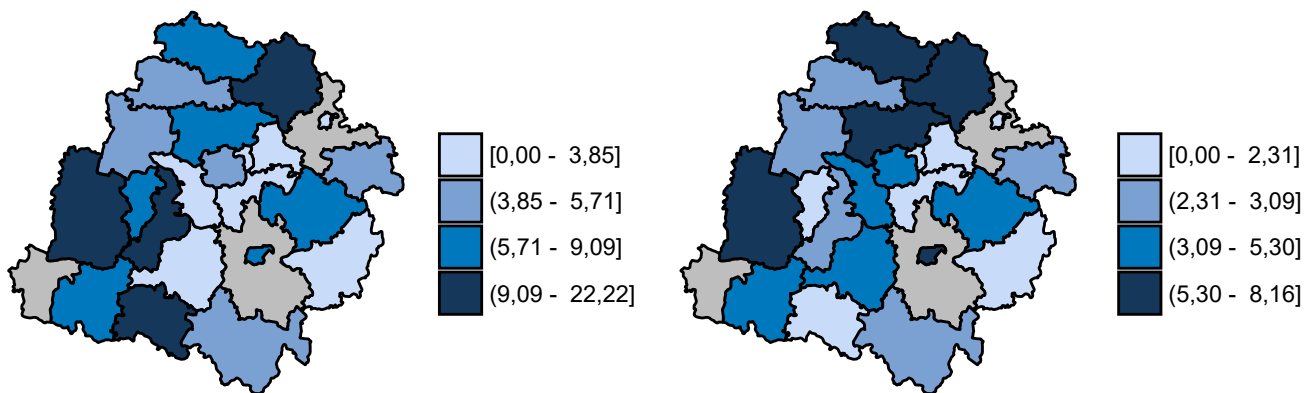 [0,00 - 3,85]
(3,85 - 5,71]
(5,71 - 9,09]
(9,09 - 22,22]
[0,00 - 2,31]
(2,31 - 3,09]
(3,09 - 5,30]
(5,30 - 8,16]